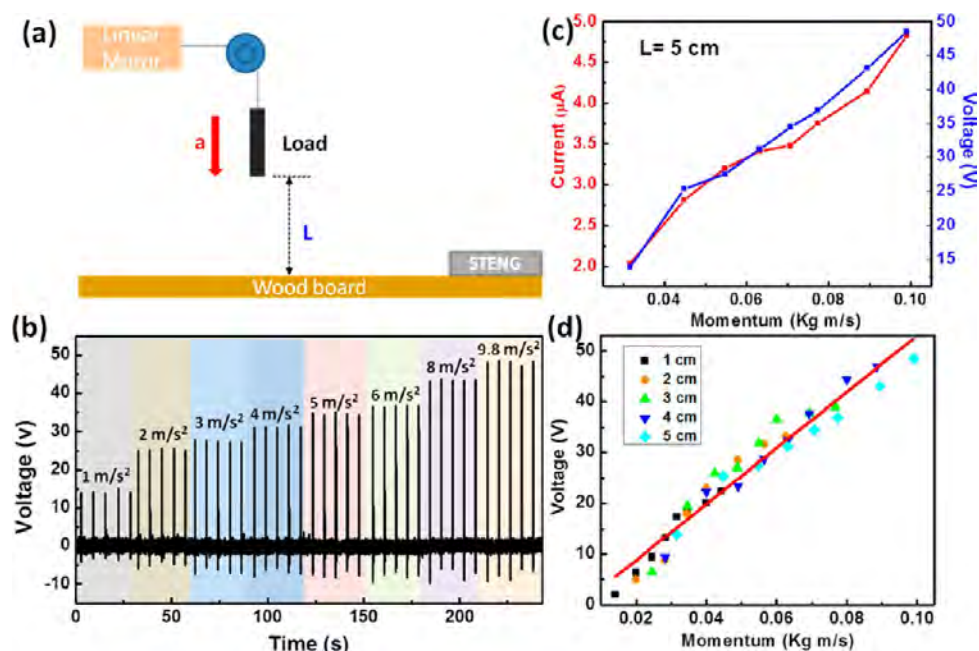 (a)
Linear
Mirror
a
Load
L
STENG
Wood board
(b)
Voltage (v)
50
40
30
20
10
0
-10
1 m/s²
2 m/s²
3 m/s²
4 m/s²
5 m/s²
6 m/s²
8 m/s²
9.8 m/s²
0
50
100
150
200
Time (s)
(c)
L= 5 cm
Current (μA)
5.0
4.5
4.0
3.5
3.0
2.5
2.0
Voltage (V)
50
45
40
35
30
25
20
15
0.04
0.06
0.08
0.10
Momentum (Kg m/s)
(d)
1 cm
2 cm
3 cm
4 cm
5 cm
Voltage (V)
50
40
30
20
10
0
0.02
0.04
0.06
0.08
0.10
Momentum (Kg m/s)